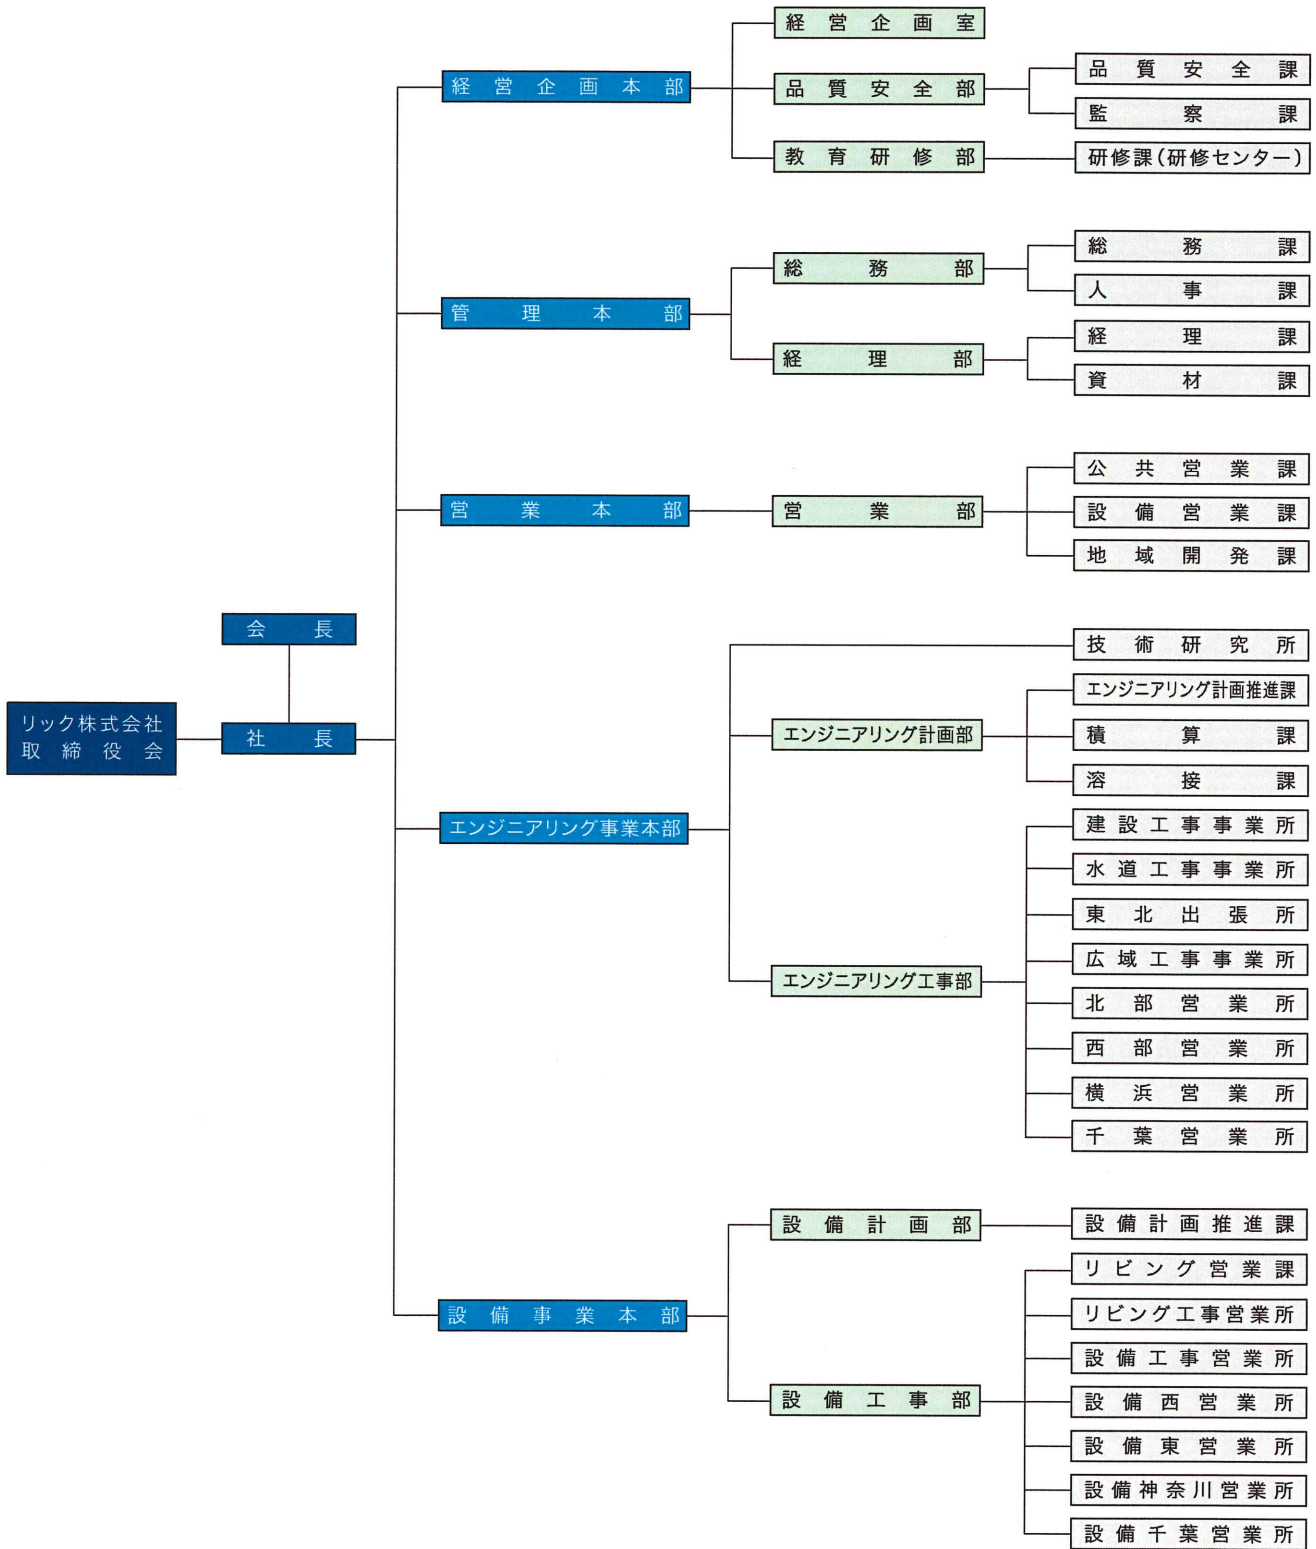 リック株式会社
取締役会
会長
社長
経営企画本部
経営企画室
品質安全部
品質安全課
監察課
教育研修部
研修課(研修センター)
管理本部
総務部
総務課
人事課
経理部
経理課
資材課
営業本部
営業部
公共営業課
設備営業課
地域開発課
エンジニアリング事業本部
技術研究所
エンジニアリング計画部
エンジニアリング計画推進課
積算課
溶接課
エンジニアリング工事部
建設工事事業所
水道工事事業所
東北出張所
広域工事事業所
北部営業所
西部営業所
横浜営業所
千葉営業所
設備事業本部
設備計画部
設備計画推進課
設備工事部
リビング営業課
リビング工事営業所
設備工事営業所
設備西営業所
設備東営業所
設備神奈川営業所
設備千葉営業所